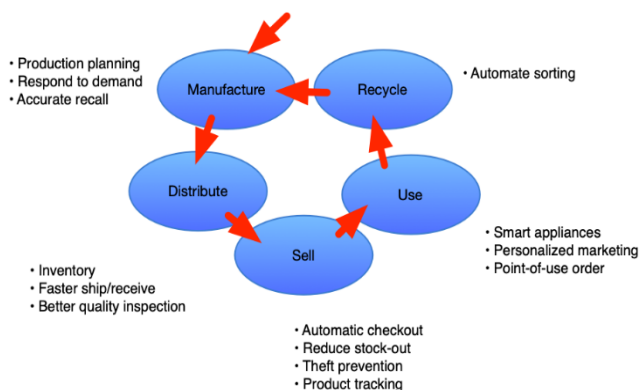 • Production planning
• Respond to demand
• Accurate recall
Manufacture
Recycle
• Automate sorting
Distribute
Use
Sell
• Smart appliances
• Personalized marketing
• Point-of-use order
• Inventory
• Faster ship/receive
• Better quality inspection
• Automatic checkout
• Reduce stock-out
• Theft prevention
• Product tracking